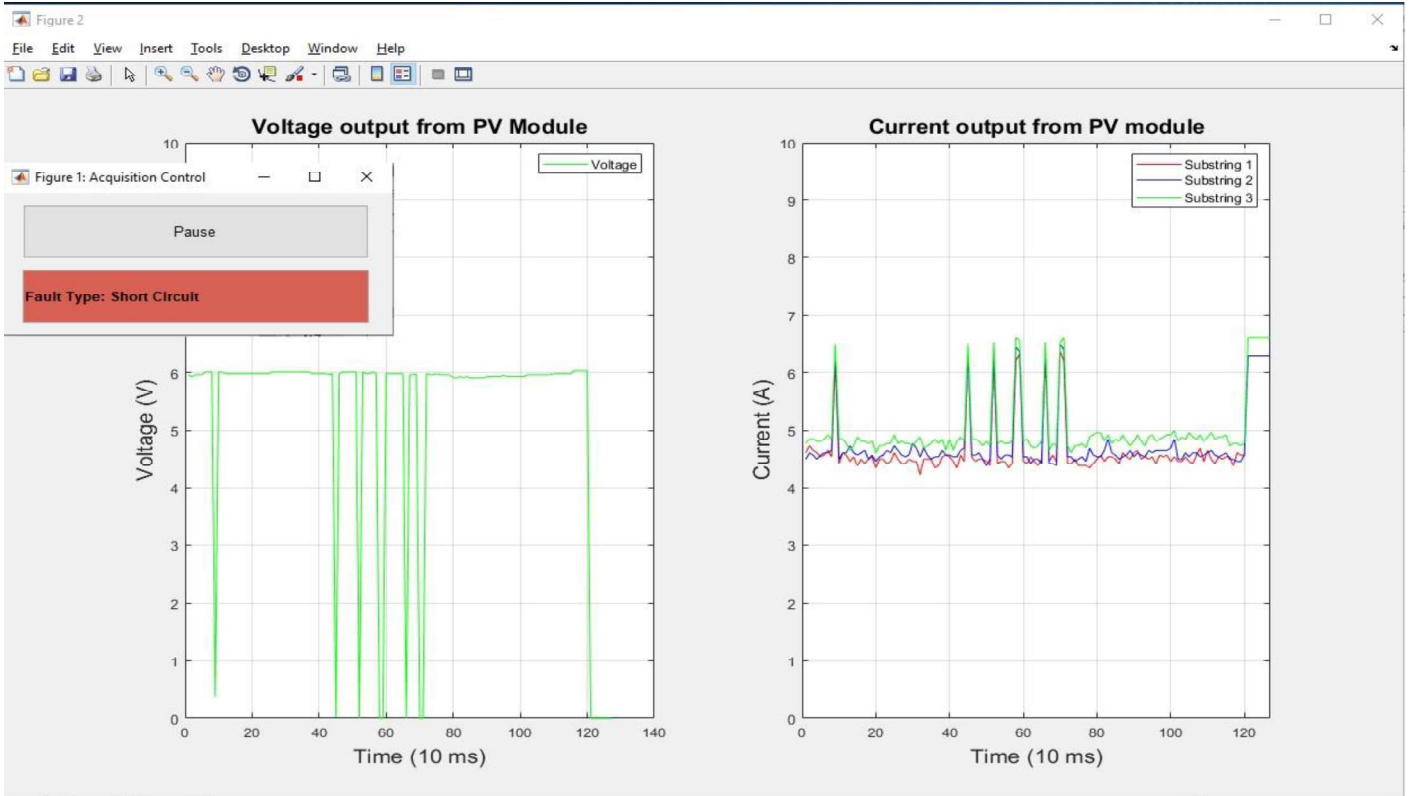 Figure 2
File Edit View Insert Tools Desktop Window Help
Voltage output from PV Module
Current output from PV module
Figure 1: Acquisition Control
Pause
Fault Type: Short Circuit
Voltage
10
6
5
4
3
2
1
0
Voltage (V)
0 20 40 60 80 100 120 140
Time (10 ms)
Substring 1
Substring 2
Substring 3
10
9
8
7
6
5
4
3
2
1
0
Current (A)
0 20 40 60 80 100 120
Time (10 ms)